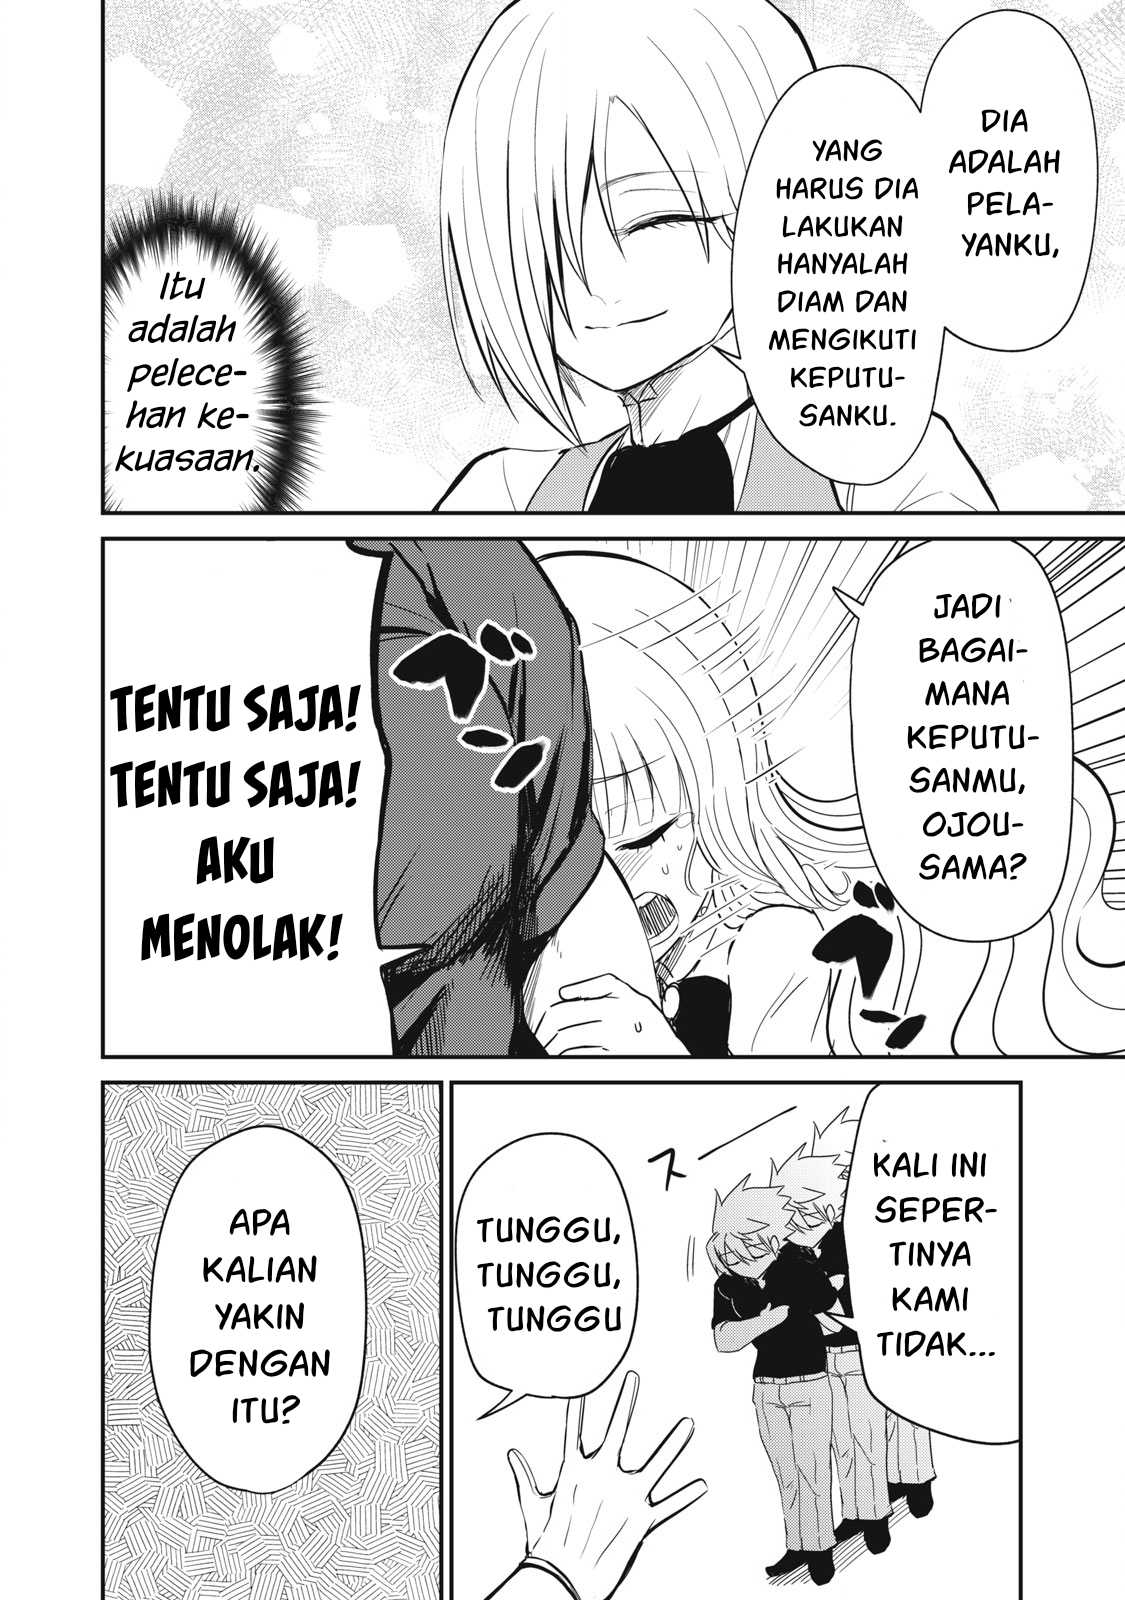 DIA
ADALAH
PELA-
YANKU,
YANG
HARUS DIA
LAKUKAN
HANYALAH
DIAM DAN
MENGIKUTI
KEPUTU-
SANKU.
Itu
adalah
pelece-
han ke-
kuasaan.
JADI
BAGAI-
MANA
KEPUTU-
SANMU,
OJOU-
SAMA?
TENTU SAJA!
TENTU SAJA!
AKU
MENOLAK!
KALI INI
SEPER-
TINYA
KAMI
TIDAK...
ス
TUNGGU,
TUNGGU,
TUNGGU
APA
KALIAN
YAKIN
DENGAN
ITU?